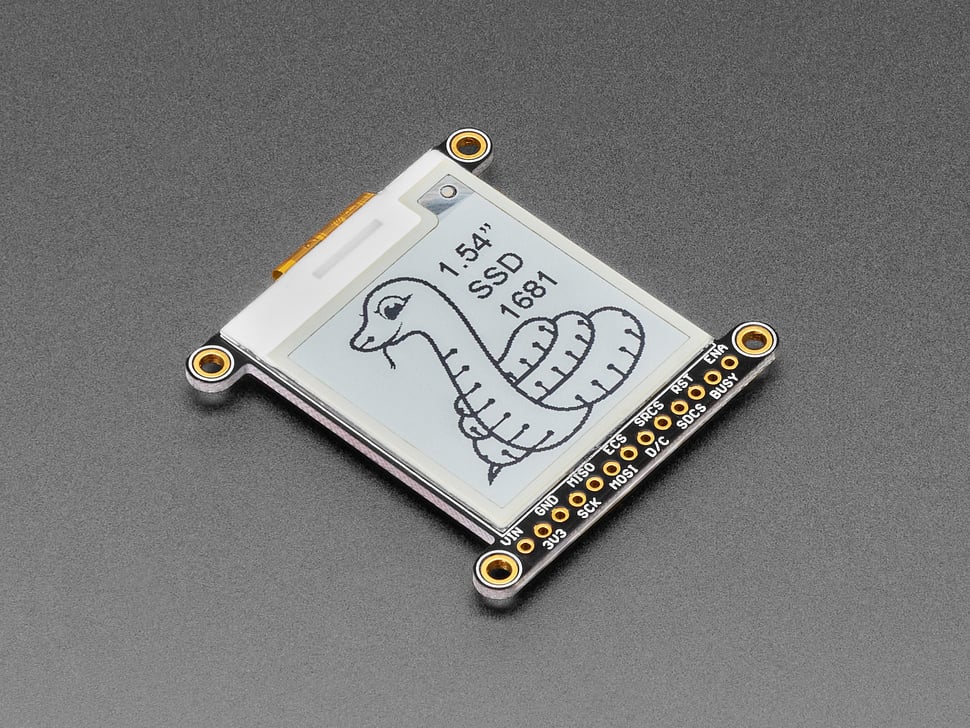 1.54”
SSD
1681
VIN
3V3
GND
SCK
MISO
MOSI
ECS
D/C
SRCS
SDCS
RST
BUSY
ENA